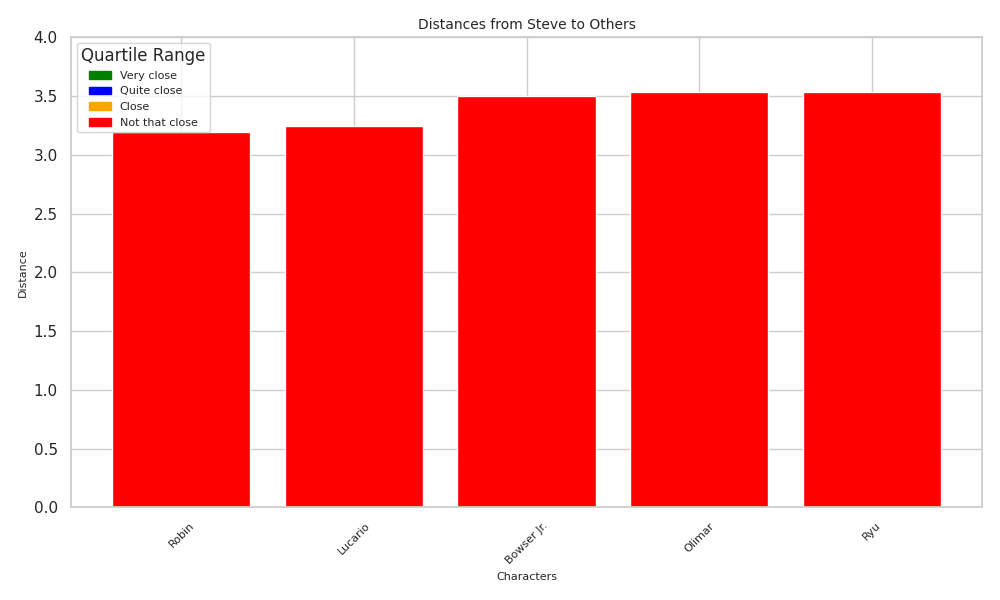 Distances from Steve to Others
Quartile Range
Very close
Quite close
Close
Not that close
4.0
3.5
3.0
2.5
2.0
1.5
1.0
0.5
0.0
Distance
Robin
Lucario
Bowser Jr.
Olimar
Ryu
Characters